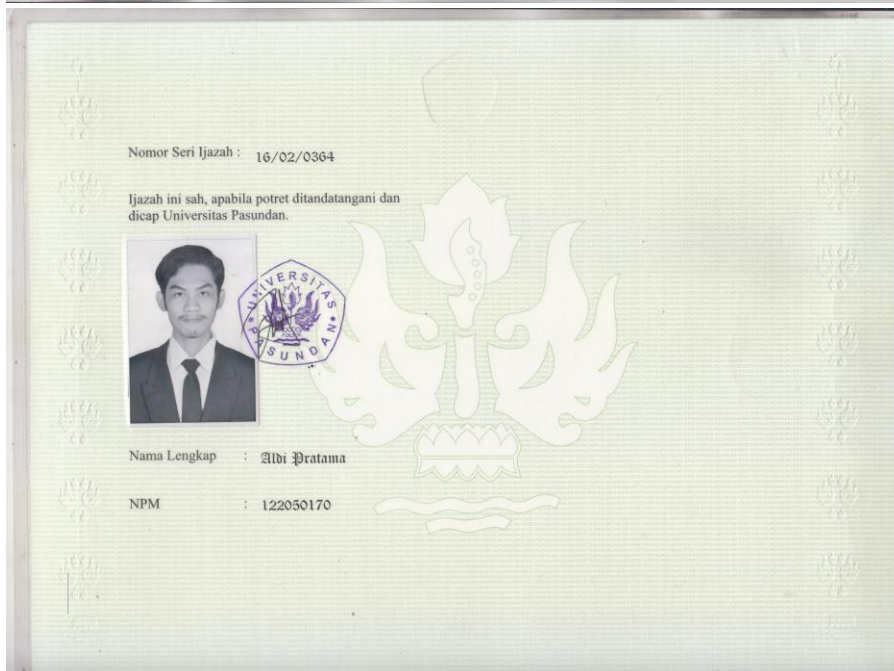 Nomor Seri Ijazah : 16/02/0364
Ijazah ini sah, apabila potret ditandatangani dan
dicap Universitas Pasundan.
UNIVERSITAS
PASUNDAN
Nama Lengkap : Aldi Pratama
NPM : 122050170